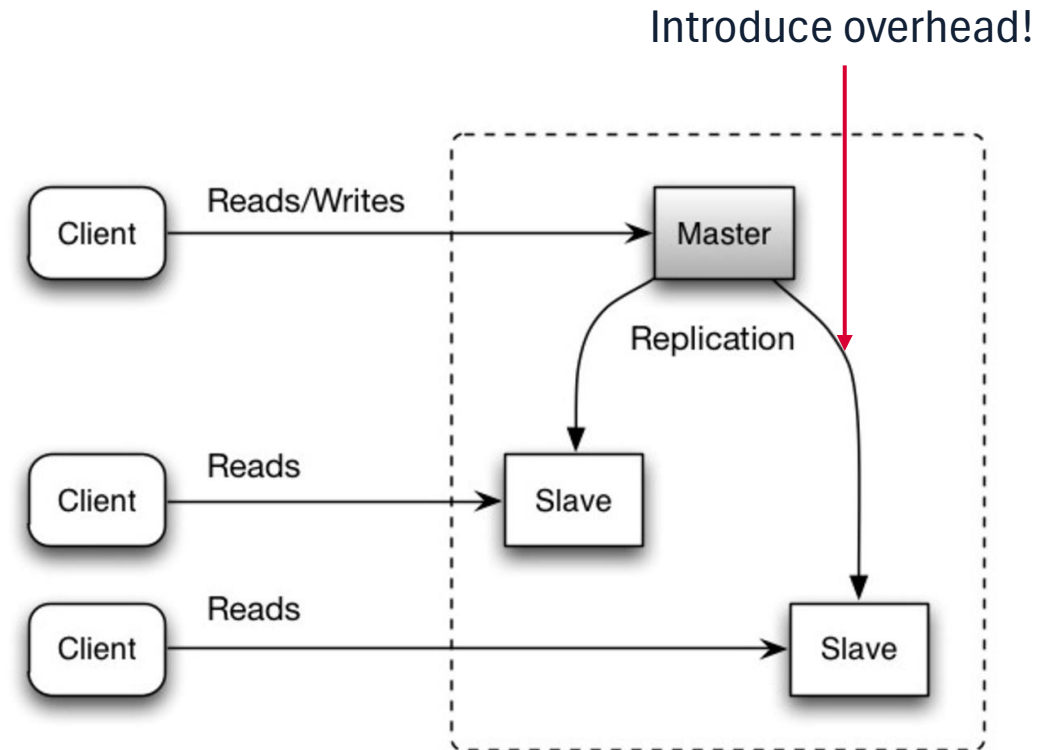 Introduce overhead!
Reads/Writes
Client
Master
Replication
Reads
Client
Slave
Reads
Client
Slave